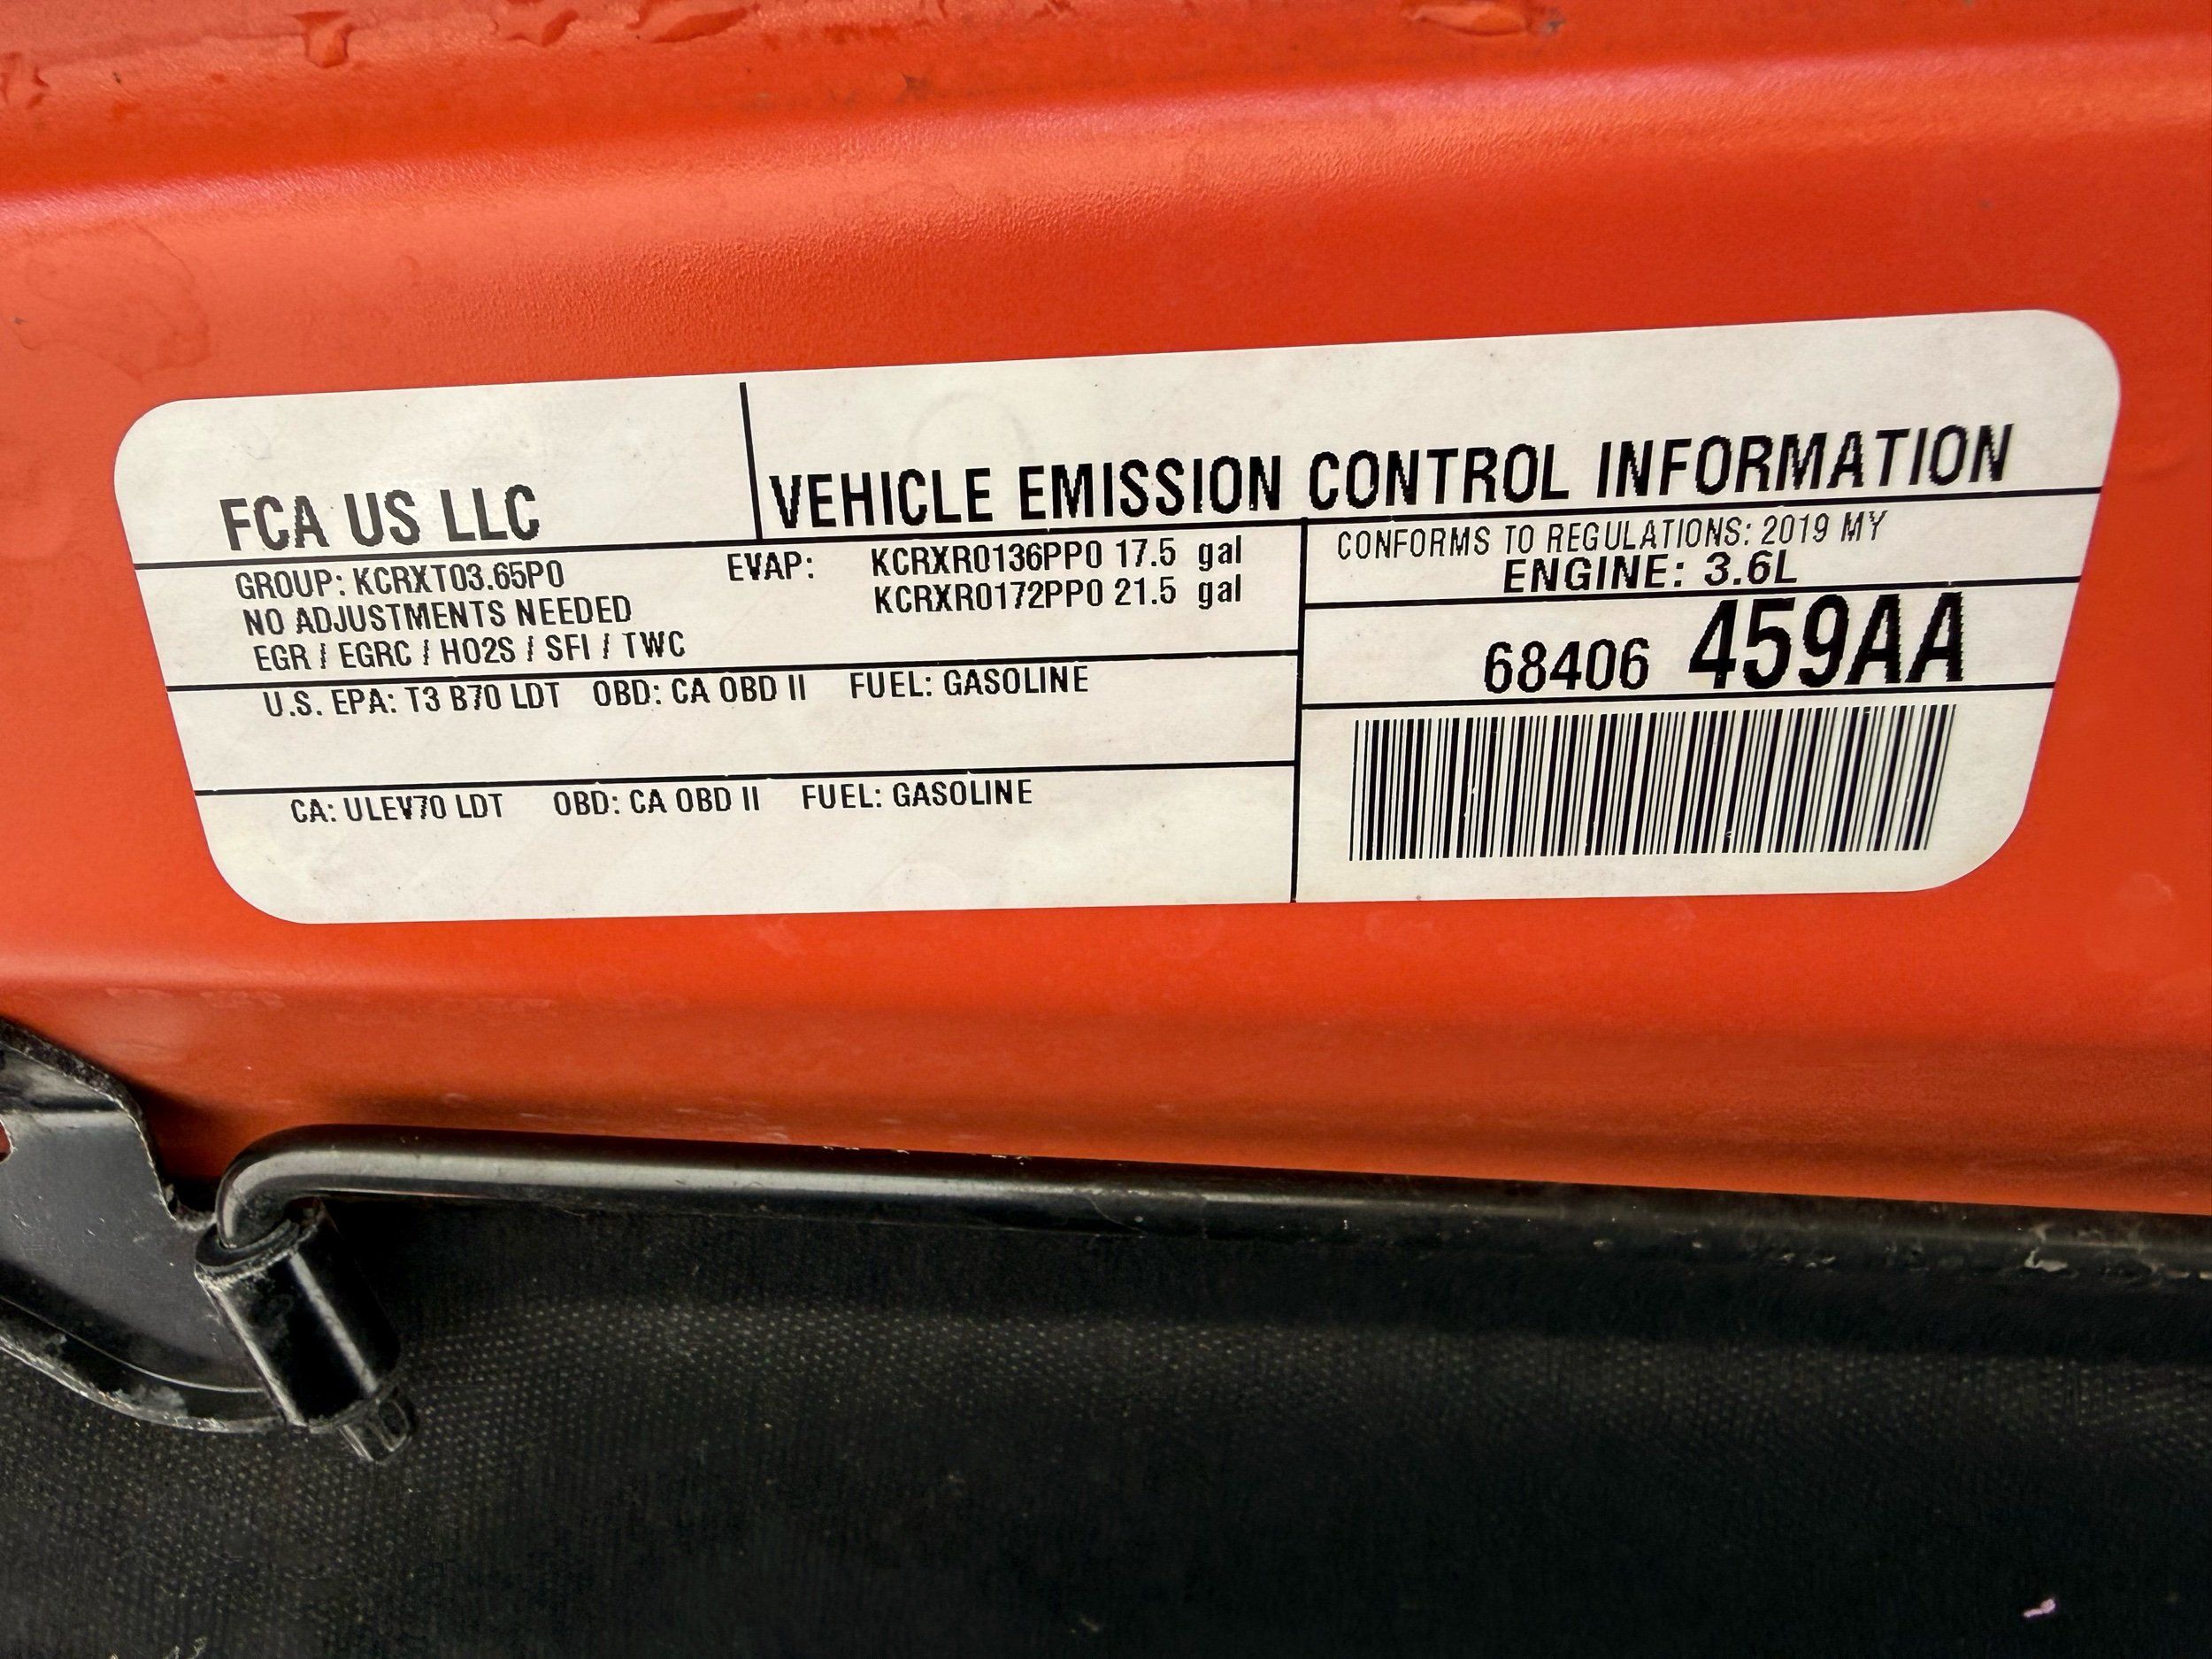 FCA US LLC
VEHICLE EMISSION CONTROL INFORMATION
GROUP: KCRXT03.65P0
NO ADJUSTMENTS NEEDED
EGR / EGRC / HO2S / SFI / TWC
EVAP: KCRXR0136PP0 17.5 gal
KCRXR0172PP0 21.5 gal
CONFORMS TO REGULATIONS: 2019 MY
ENGINE: 3.6L
68406 459AA
U.S. EPA: T3 B70 LDT OBD: CA OBD II FUEL: GASOLINE
CA: ULEV70 LDT OBD: CA OBD II FUEL: GASOLINE